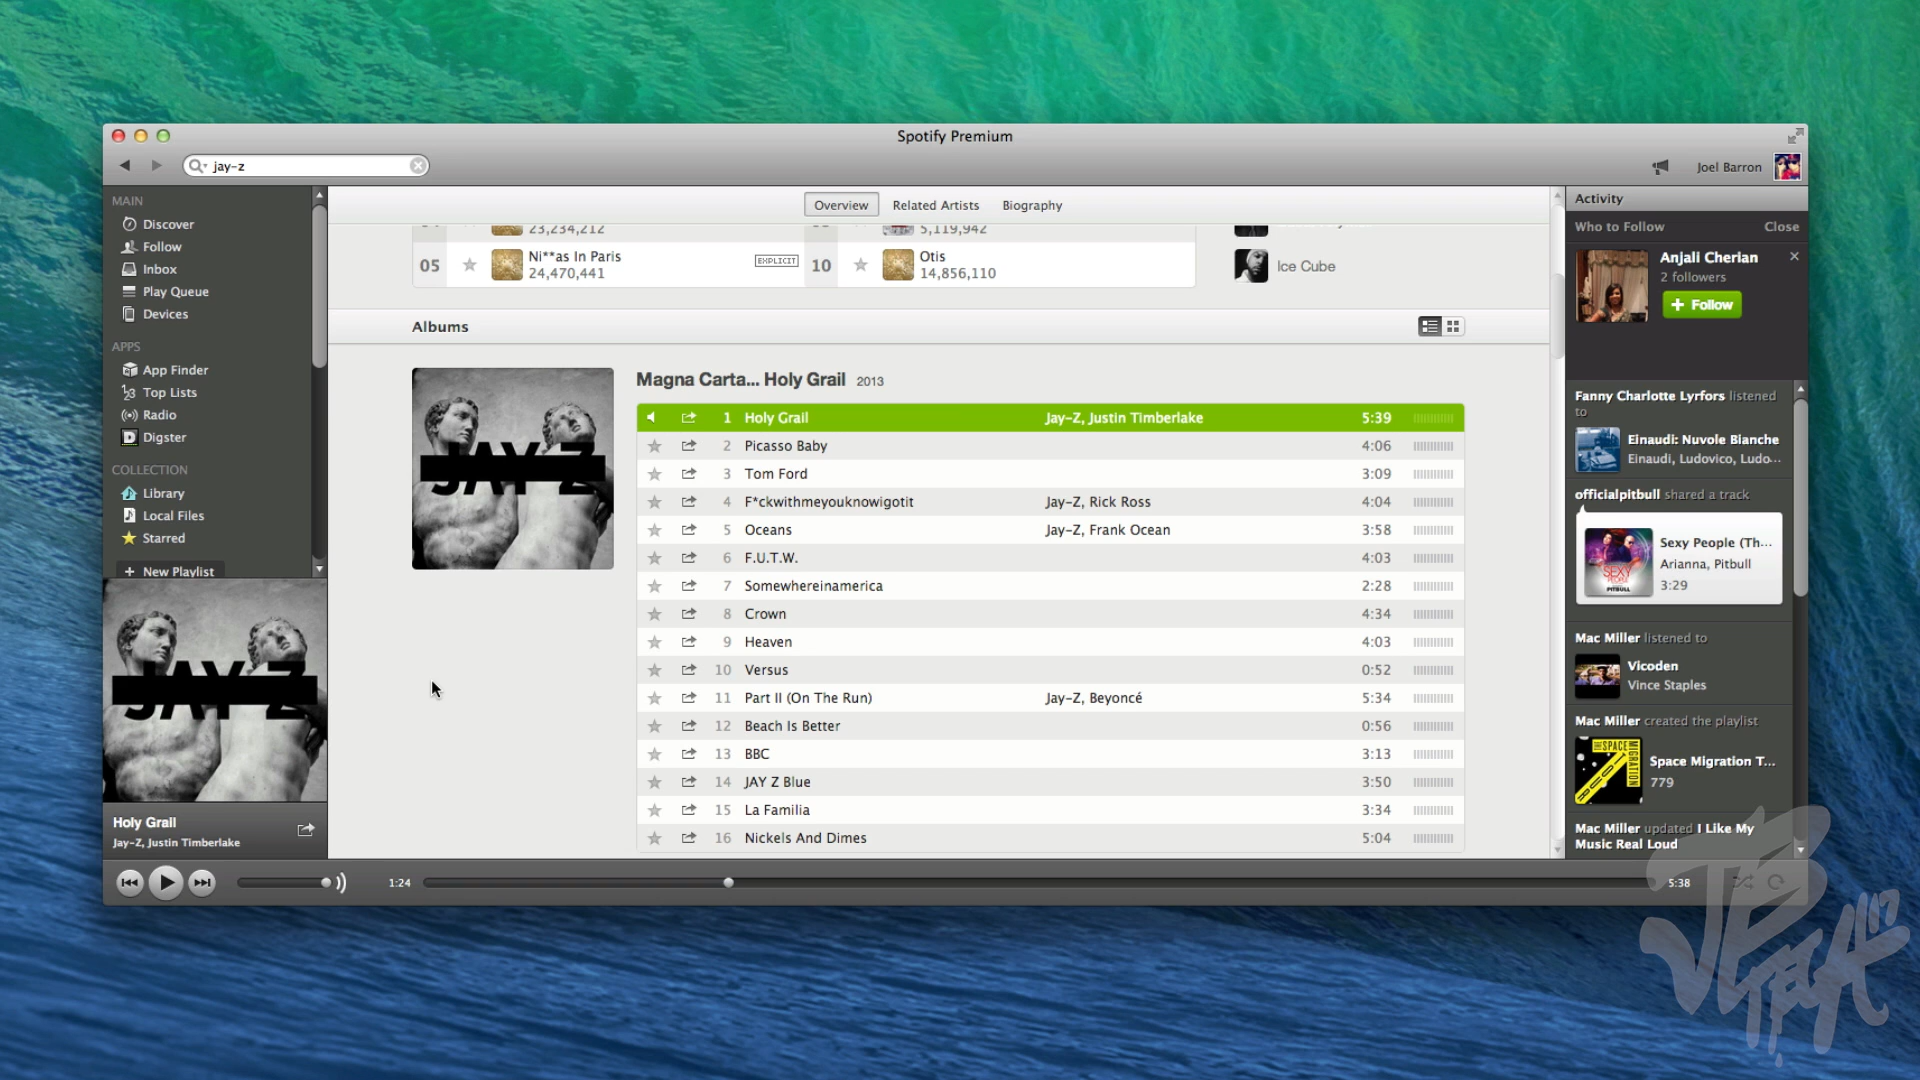 Spotify Premium
jay-z
Joel Barron
MAIN
Discover
Follow
Inbox
Play Queue
Devices
APPS
App Finder
Top Lists
Radio
Digster
COLLECTION
Library
Local Files
Starred
+ New Playlist
JAY Z
Holy Grail
Jay-Z, Justin Timberlake
Overview Related Artists Biography
23,234,212
5,119,942
05 Ni**as In Paris EXPLICIT
24,470,441
10 Otis
14,856,110
Ice Cube
Albums
JAY Z
Magna Carta... Holy Grail 2013
1 Holy Grail Jay-Z, Justin Timberlake 5:39
2 Picasso Baby 4:06
3 Tom Ford 3:09
4 F*ckwithmeyouknowigotit Jay-Z, Rick Ross 4:04
5 Oceans Jay-Z, Frank Ocean 3:58
6 F.U.T.W. 4:03
7 Somewhereinamerica 2:28
8 Crown 4:34
9 Heaven 4:03
10 Versus 0:52
11 Part II (On The Run) Jay-Z, Beyoncé 5:34
12 Beach Is Better 0:56
13 BBC 3:13
14 JAY Z Blue 3:50
15 La Familia 3:34
16 Nickels And Dimes 5:04
Activity
Who to Follow Close
Anjali Cherian
2 followers
+ Follow
Fanny Charlotte Lyrfors listened
to
Einaudi: Nuvole Bianche
Einaudi, Ludovico, Ludo...
officialpitbull shared a track
SEXY PEOPLE
PITBULL
Sexy People (Th...
Arianna, Pitbull
3:29
Mac Miller listened to
Vicoden
Vince Staples
Mac Miller created the playlist
THE SPACE MIGRATION
Space Migration T...
779
Mac Miller updated I Like My
Music Real Loud
1:24
5:38